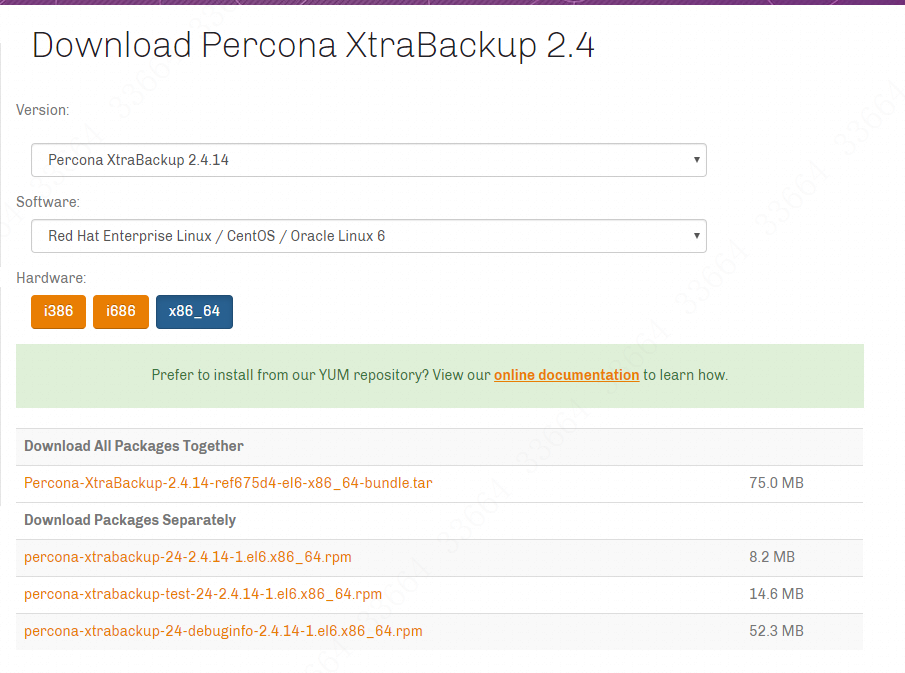 Download Percona XtraBackup 2.4
Version:
Percona XtraBackup 2.4.14
Software:
Red Hat Enterprise Linux / CentOS / Oracle Linux 6
Hardware:
i386 i686 x86_64
Prefer to install from our YUM repository? View our online documentation to learn how.
Download All Packages Together
Percona-XtraBackup-2.4.14-ref675d4-el6-x86_64-bundle.tar 75.0 MB
Download Packages Separately
percona-xtrabackup-24-2.4.14-1.el6.x86_64.rpm 8.2 MB
percona-xtrabackup-test-24-2.4.14-1.el6.x86_64.rpm 14.6 MB
percona-xtrabackup-24-debuginfo-2.4.14-1.el6.x86_64.rpm 52.3 MB